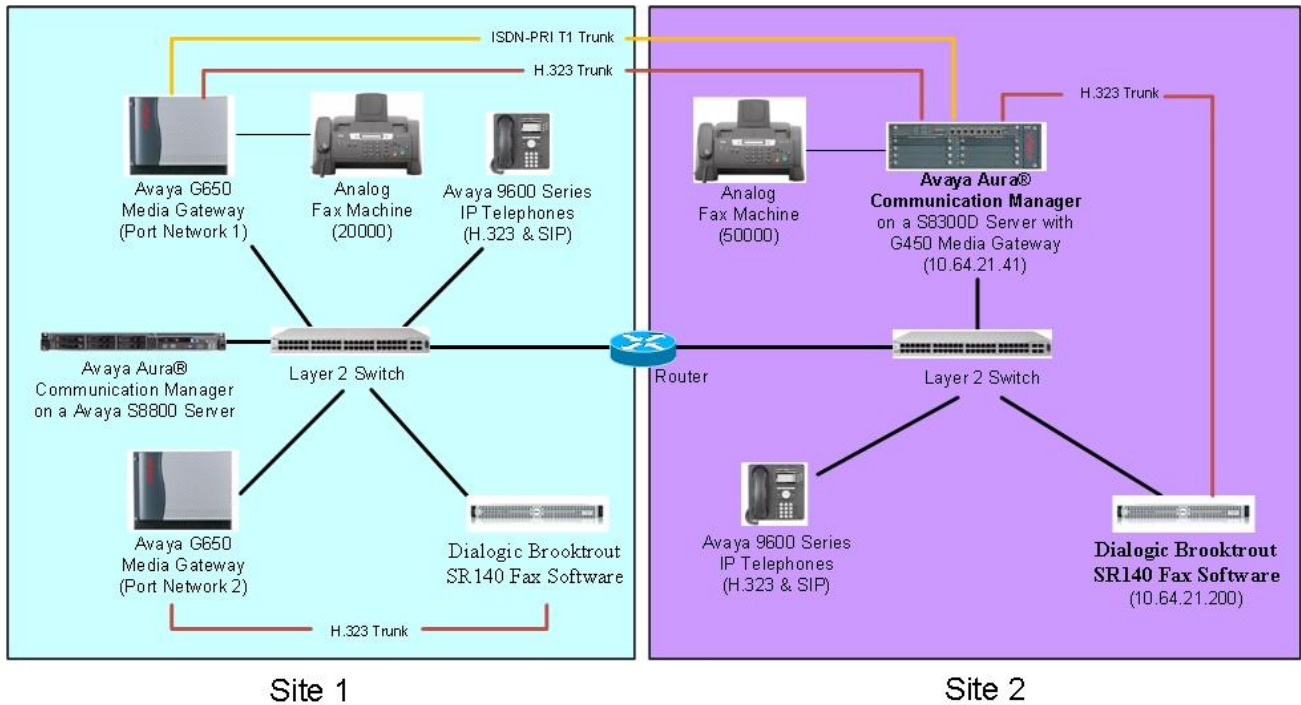 ISDN-PRI T1 Trunk
H.323 Trunk
H.323 Trunk
Avaya G650
Media Gateway
(Port Network 1)
Analog
Fax Machine
(20000)
Avaya 9600 Series
IP Telephones
(H.323 & SIP)
Analog
Fax Machine
(50000)
Avaya Aura®
Communication Manager
on a S8300D Server with
G450 Media Gateway
(10.64.21.41)
Avaya Aura®
Communication Manager
on a Avaya S8800 Server
Layer 2 Switch
Router
Layer 2 Switch
Avaya G650
Media Gateway
(Port Network 2)
Dialogic Brooktrout
SR140 Fax Software
H.323 Trunk
Avaya 9600 Series
IP Telephones
(H.323 & SIP)
Dialogic Brooktrout
SR140 Fax Software
(10.64.21.200)
Site 1
Site 2